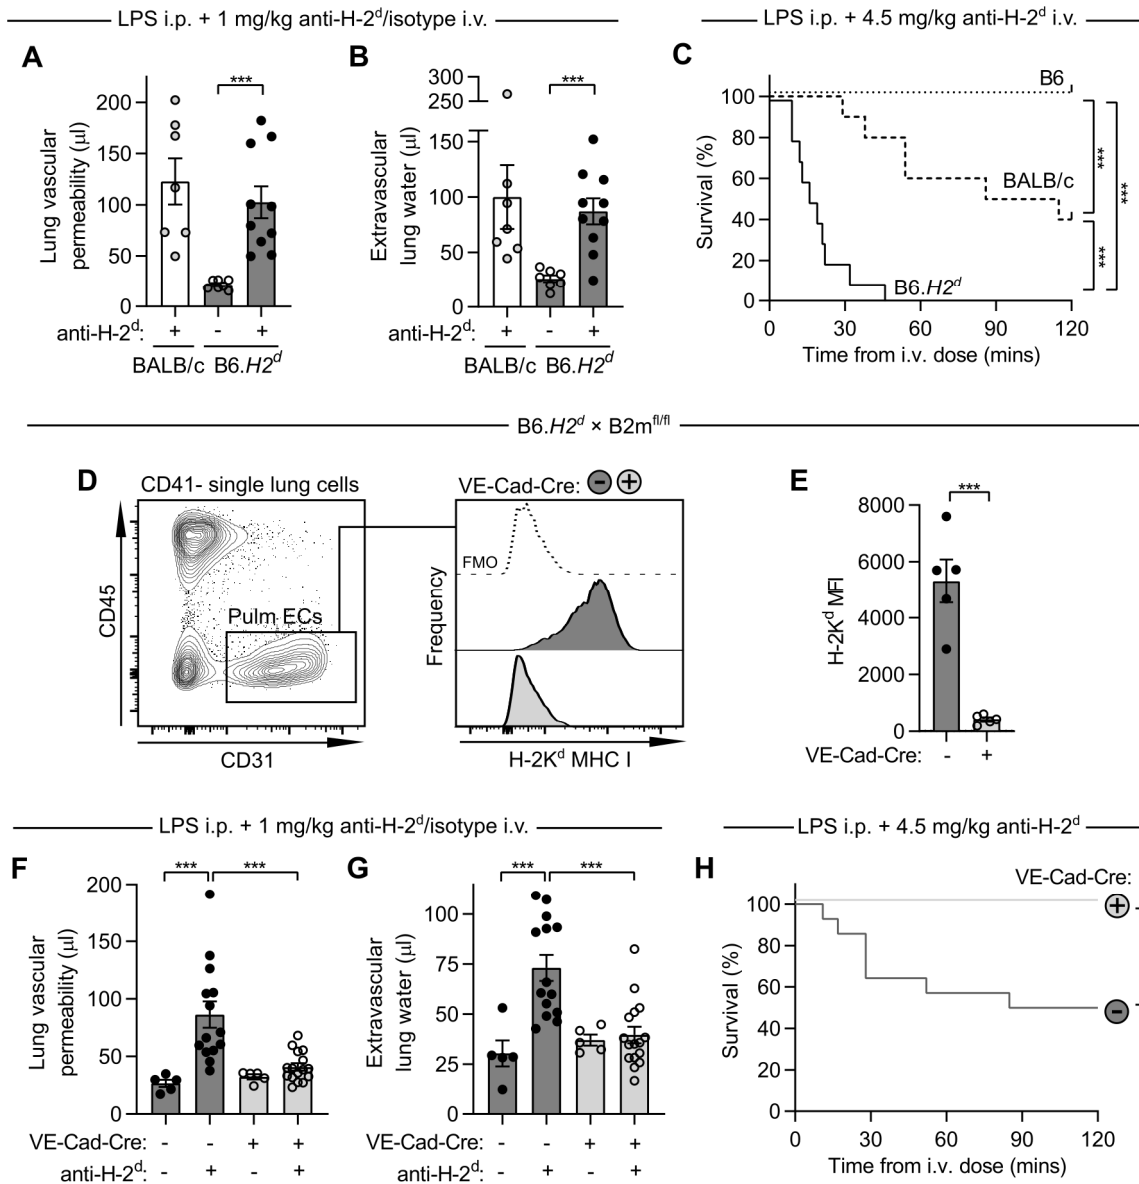 LPS i.p. + 1 mg/kg anti-H-2d/isotype i.v.
LPS i.p. + 4.5 mg/kg anti-H-2d i.v.
A
Lung vascular
permeability (µl)
200
150
100
50
0
***
anti-H-2d: + - +
BALB/c B6.H2d
B
Extravascular
lung water (µl)
300
250
150
100
50
0
***
anti-H-2d: + - +
BALB/c B6.H2d
C
Survival (%)
100
80
60
40
20
0
B6
BALB/c
B6.H2d
***
***
***
0 30 60 90 120
Time from i.v. dose (mins)
B6.H2d × B2mfl/fl
D
CD41- single lung cells
CD45
Pulm ECs
CD31
VE-Cad-Cre: - +
FMO
Frequency
H-2Kd MHC I
E
***
H-2Kd MFI
8000
6000
4000
2000
0
VE-Cad-Cre: - +
LPS i.p. + 1 mg/kg anti-H-2d/isotype i.v.
LPS i.p. + 4.5 mg/kg anti-H-2d
F
*** ***
Lung vascular
permeability (µl)
200
150
100
50
0
VE-Cad-Cre: - - + +
anti-H-2d: - + - +
G
*** ***
Extravascular
lung water (µl)
100
75
50
25
0
VE-Cad-Cre: - - + +
anti-H-2d: - + - +
H
VE-Cad-Cre:
+
-
Survival (%)
100
80
60
40
20
0
0 30 60 90 120
Time from i.v. dose (mins)